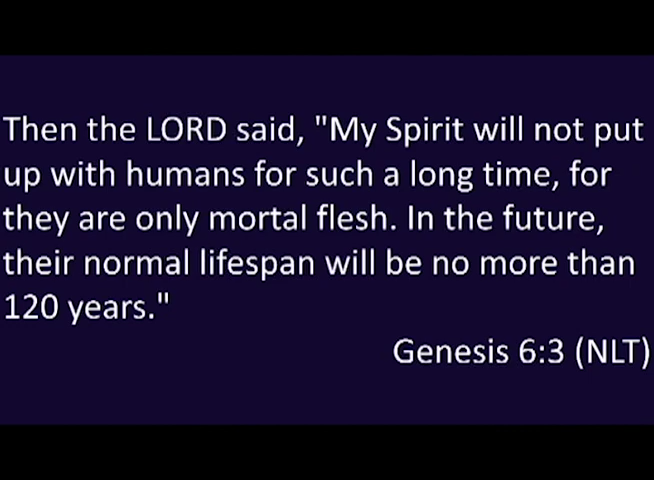 Then the LORD said, "My Spirit will not put
up with humans for such a long time, for
they are only mortal flesh. In the future,
their normal lifespan will be no more than
120 years."
Genesis 6:3 (NLT)